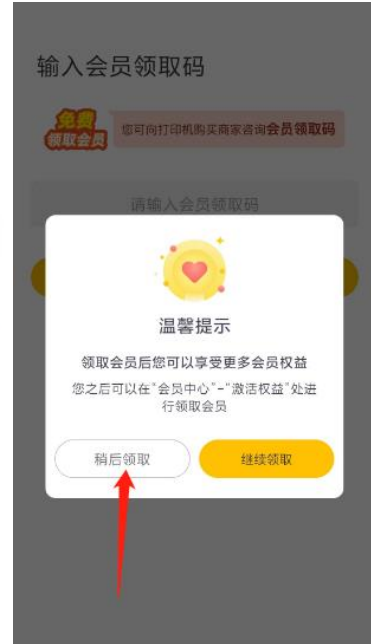 输入会员领取码
免费
领取会员
您可向打印机购买商家咨询会员领取码
请输入会员领取码
温馨提示
领取会员后您可以享受更多会员权益
您之后可以在"会员中心"-"激活权益"处进
行领取会员
稍后领取
继续领取